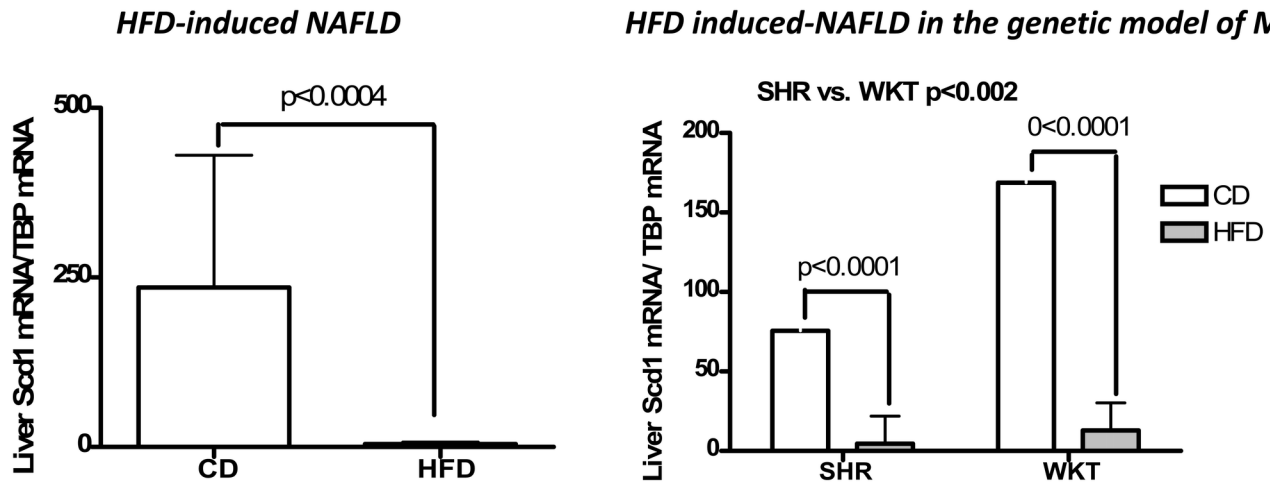 HFD-induced NAFLD
500
250
0
Liver Scd1 mRNA/TBP mRNA
p<0.0004
CD
HFD
HFD induced-NAFLD in the genetic model of M
SHR vs. WKT p<0.002
200
150
100
50
0
Liver Scd1 mRNA/ TBP mRNA
p<0.0001
0<0.0001
SHR
WKT
CD
HFD